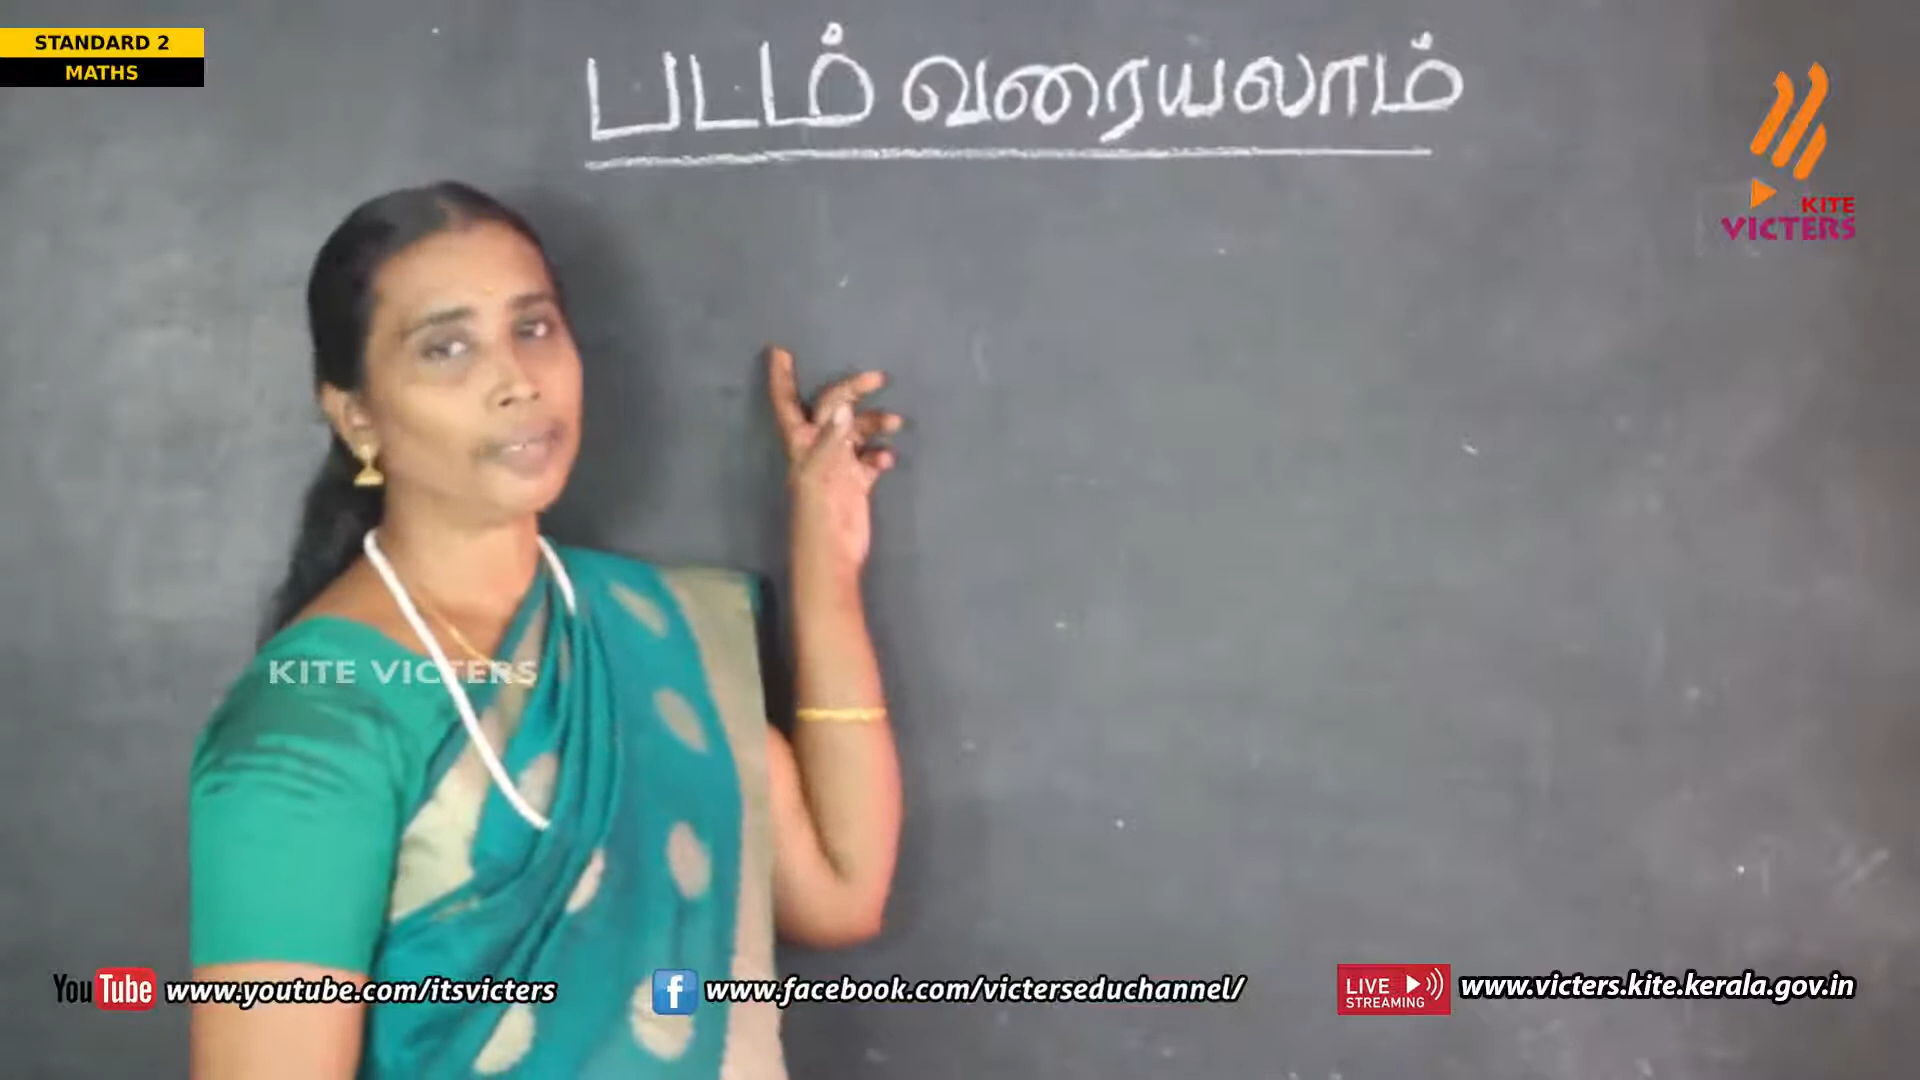 STANDARD 2
MATHS
படம் வரையலாம்
KITE
VICTERS
KITE VICTERS
YouTube www.youtube.com/itsvicters
f www.facebook.com/victerseduchannel/
LIVE STREAMING www.victers.kite.kerala.gov.in